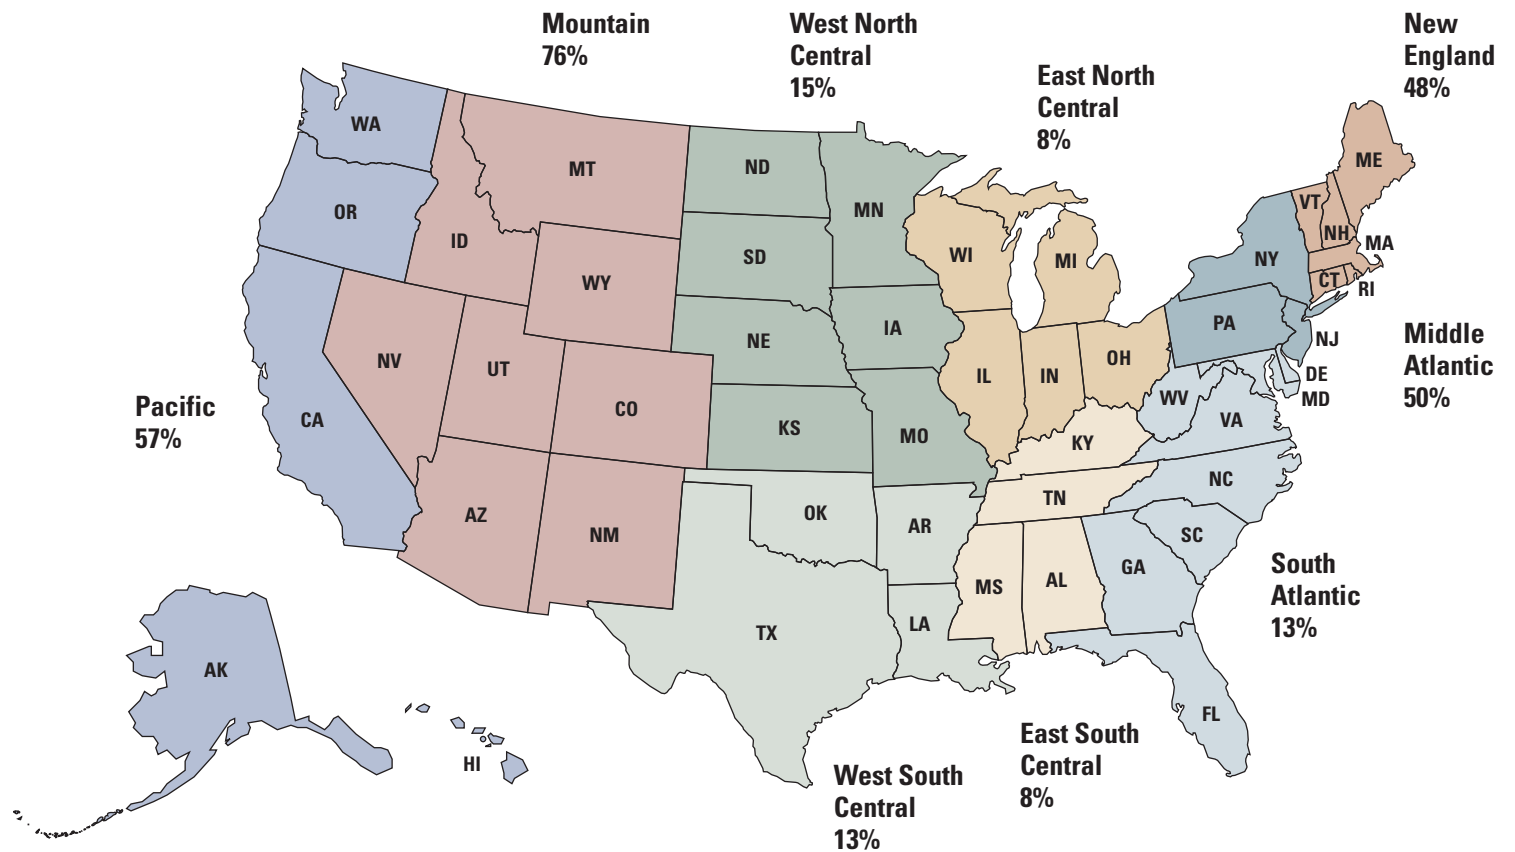 Mountain
76%
West North
Central
15%
East North
Central
8%
New
England
48%
WA
MT
ND
MN
ME
OR
ID
SD
WI
MI
VT
NH
MA
NY
CT
RI
WY
NE
IA
PA
NJ
Middle
Atlantic
50%
NV
UT
CO
IL
IN
OH
DE
MD
WV
VA
Pacific
57%
CA
KS
MO
KY
NC
TN
AZ
NM
OK
AR
SC
MS
AL
GA
South
Atlantic
13%
TX
LA
AK
FL
HI
East South
Central
8%
West South
Central
13%